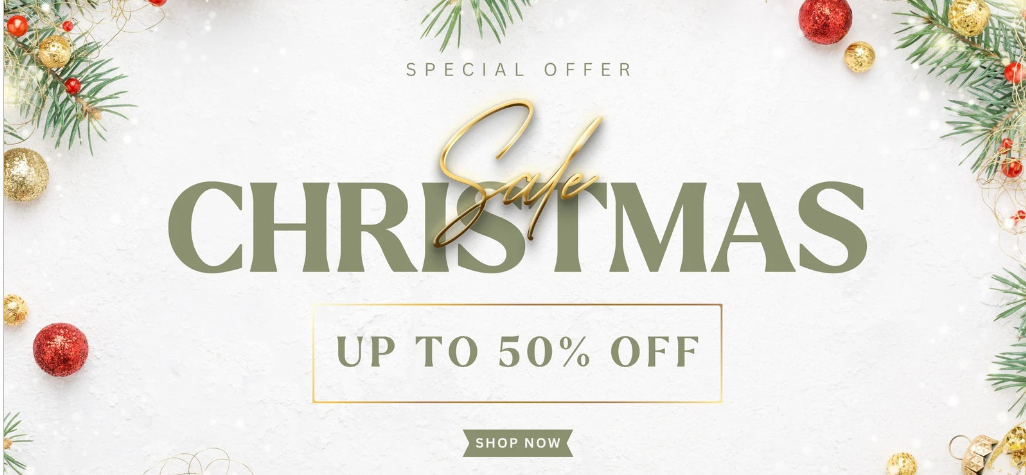 SPECIAL OFFER
Sale
CHRISTMAS
UP TO 50% OFF
SHOP NOW